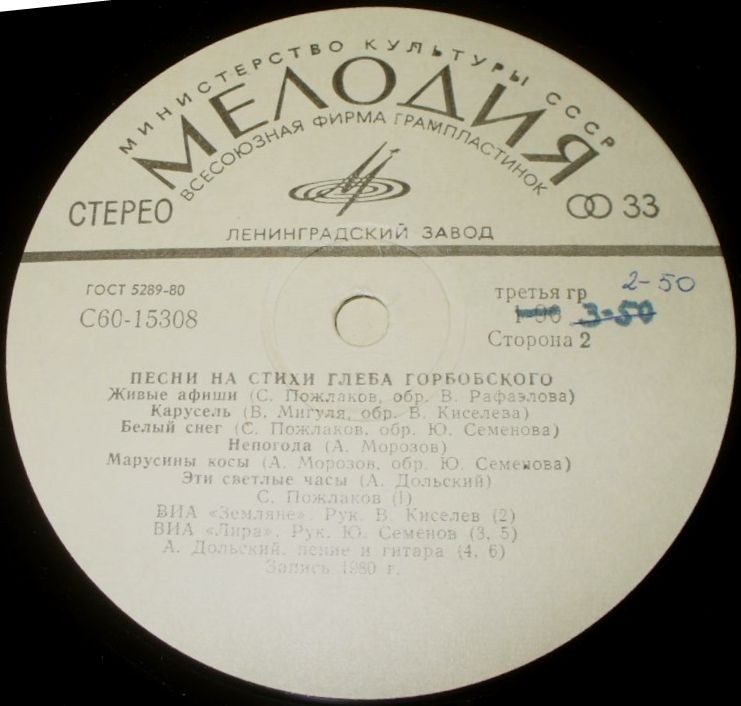 МИНИСТЕРСТВО КУЛЬТУРЫ СССР
МЕЛОДИЯ
ВСЕСОЮЗНАЯ ФИРМА ГРАМПЛАСТИНОК
СТЕРЕО
33
ЛЕНИНГРАДСКИЙ ЗАВОД
ГОСТ 5289-80
С60-15308
третья гр 2-50
1-90 3-50
Сторона 2
ПЕСНИ НА СТИХИ ГЛЕБА ГОРБОВСКОГО
Живые афиши (С. Пожлаков, обр. В. Рафаэлова)
Карусель (В. Мигуля, обр. В. Киселева)
Белый снег (С. Пожлаков, обр. Ю. Семенова)
Непогода (А. Морозов)
Марусины косы (А. Морозов, обр. Ю. Семенова)
Эти светлые часы (А. Дольский)
С. Пожлаков (1)
ВИА «Земляне». Рук. В. Киселев (2)
ВИА «Лира». Рук. Ю. Семенов (3, 5)
А. Дольский, пение и гитара (4, 6)
Запись 1980 г.